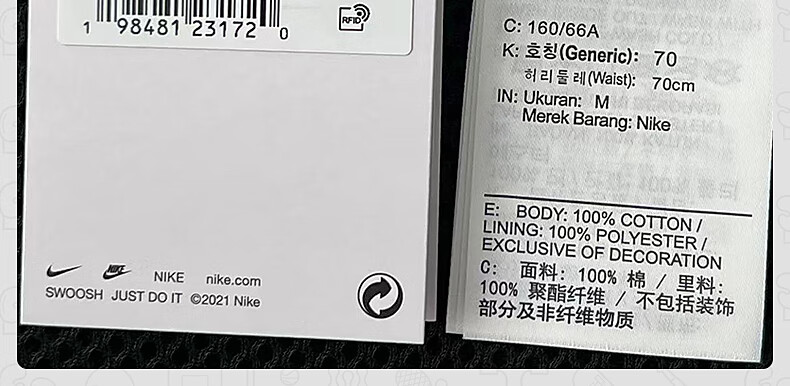 1 98481 23172 0
RFID
NIKE nike.com
SWOOSH JUST DO IT ©2021 Nike
C: 160/66A
K: 호칭(Generic): 70
허리둘레(Waist): 70cm
IN: Ukuran: M
Merek Barang: Nike
E: BODY: 100% COTTON /
LINING: 100% POLYESTER /
EXCLUSIVE OF DECORATION
C: 面料: 100% 棉 / 里料:
100% 聚酯纤维 / 不包括装饰
部分及非纤维物质